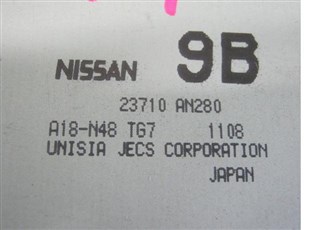 NISSAN 9B
23710 AN280
A18-N48 TG7 1108
UNISIA JECS CORPORATION
JAPAN